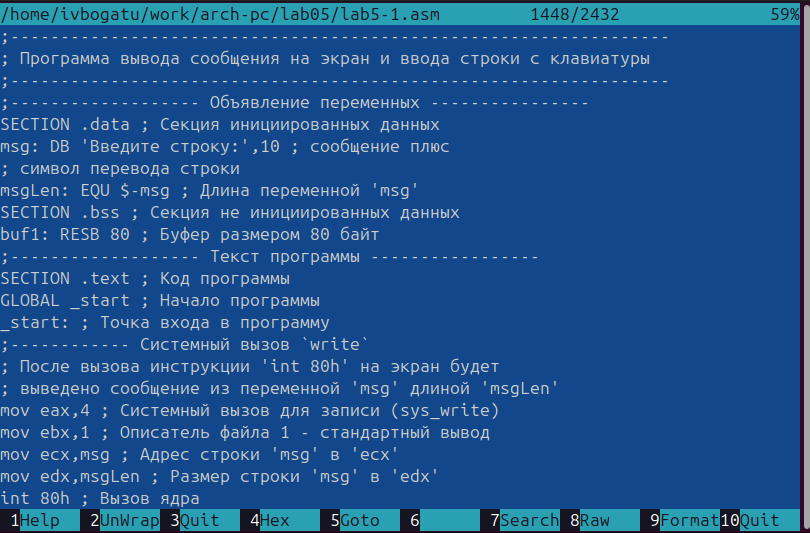 /home/ivbogatu/work/arch-pc/lab05/lab5-1.asm 1448/2432 59%
;------------------------------------------------------------------
; Программа вывода сообщения на экран и ввода строки с клавиатуры
;------------------------------------------------------------------
;------------------- Объявление переменных ----------------
SECTION .data ; Секция инициированных данных
msg: DB 'Введите строку:',10 ; сообщение плюс
; символ перевода строки
msgLen: EQU $-msg ; Длина переменной 'msg'
SECTION .bss ; Секция не инициированных данных
buf1: RESB 80 ; Буфер размером 80 байт
;------------------- Текст программы -----------------
SECTION .text ; Код программы
GLOBAL _start ; Начало программы
_start: ; Точка входа в программу
;------------ Системный вызов `write`
; После вызова инструкции 'int 80h' на экран будет
; выведено сообщение из переменной 'msg' длиной 'msgLen'
mov eax,4 ; Системный вызов для записи (sys_write)
mov ebx,1 ; Описатель файла 1 - стандартный вывод
mov ecx,msg ; Адрес строки 'msg' в 'ecx'
mov edx,msgLen ; Размер строки 'msg' в 'edx'
int 80h ; Вызов ядра
1Help 2UnWrap 3Quit 4Hex 5Goto 6 7Search 8Raw 9Format 10Quit